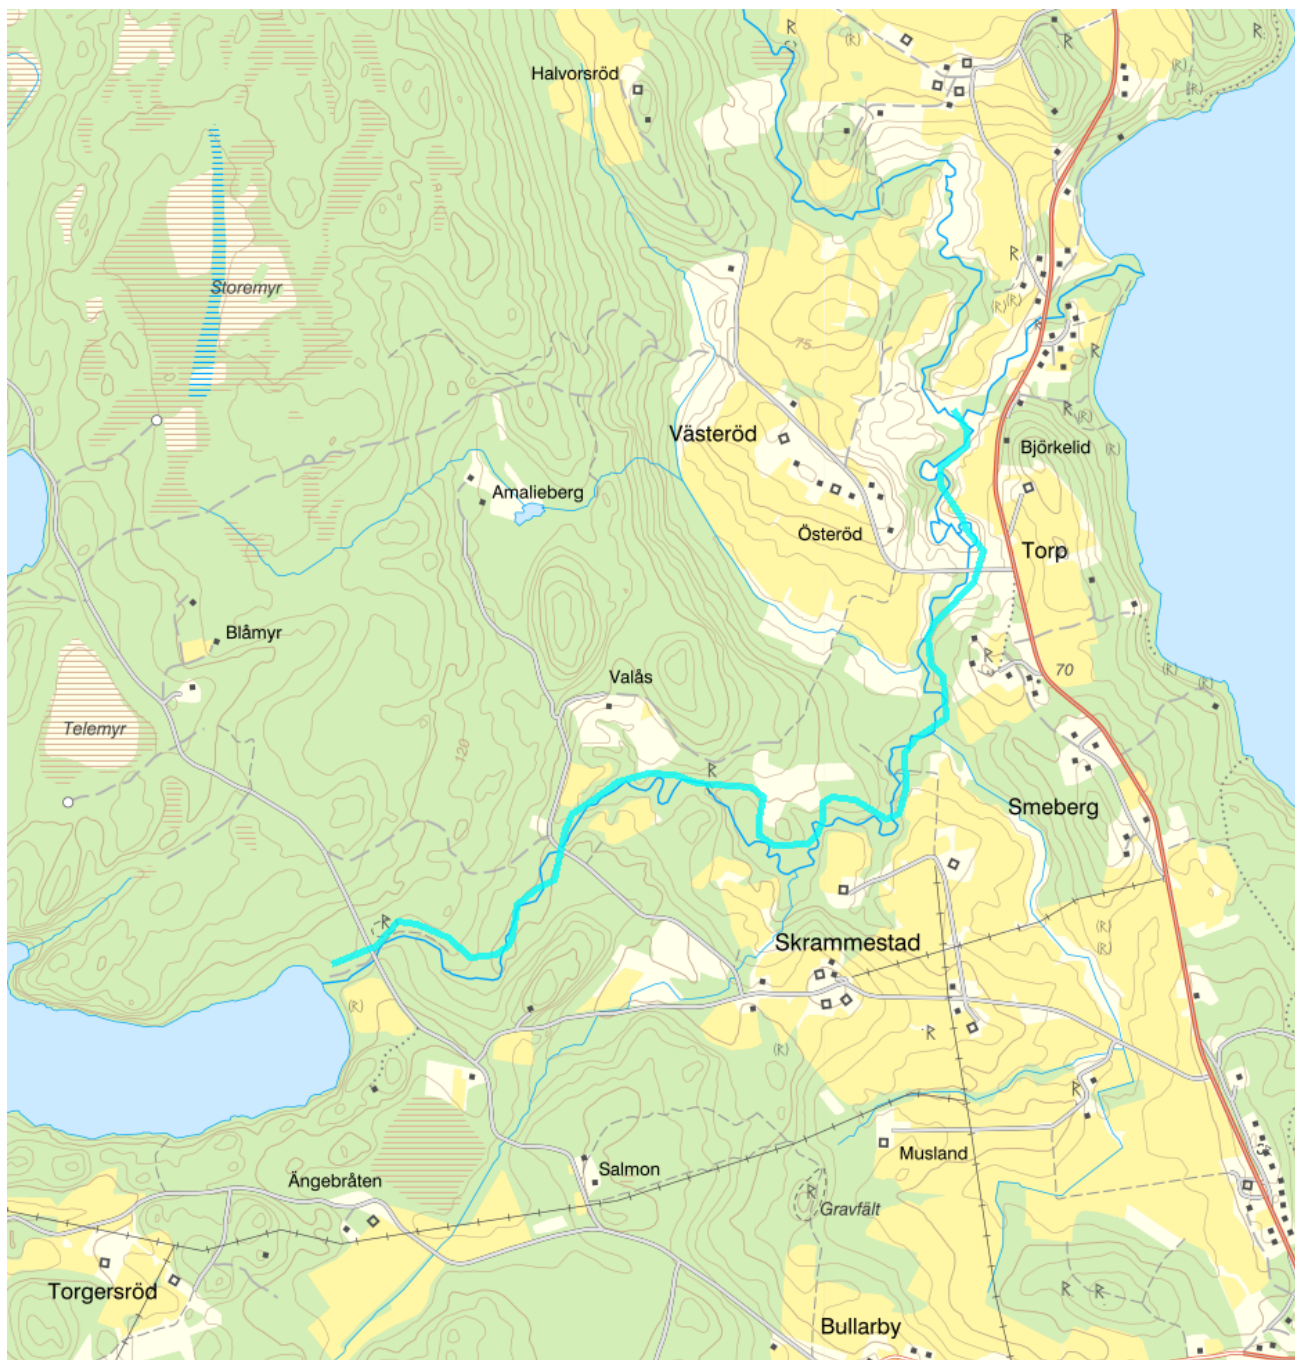 R
(R)
R
R
(R)
Halvorsröd
(R)
R
Storemyr
(R)
(R)
R
75
R
R
(R)
Västeröd
Björkelid
(R)
Amalieberg
Österöd
Torp
Blåmyr
R
(R)
70
Valås
(R)
Telemyr
120
R
Smeberg
R
(R)
Skrammestad
(R)
(R)
R
(R)
R
Musland
Salmon
Ängebråten
R
Gravfält
Torgersröd
R
R
Bullarby